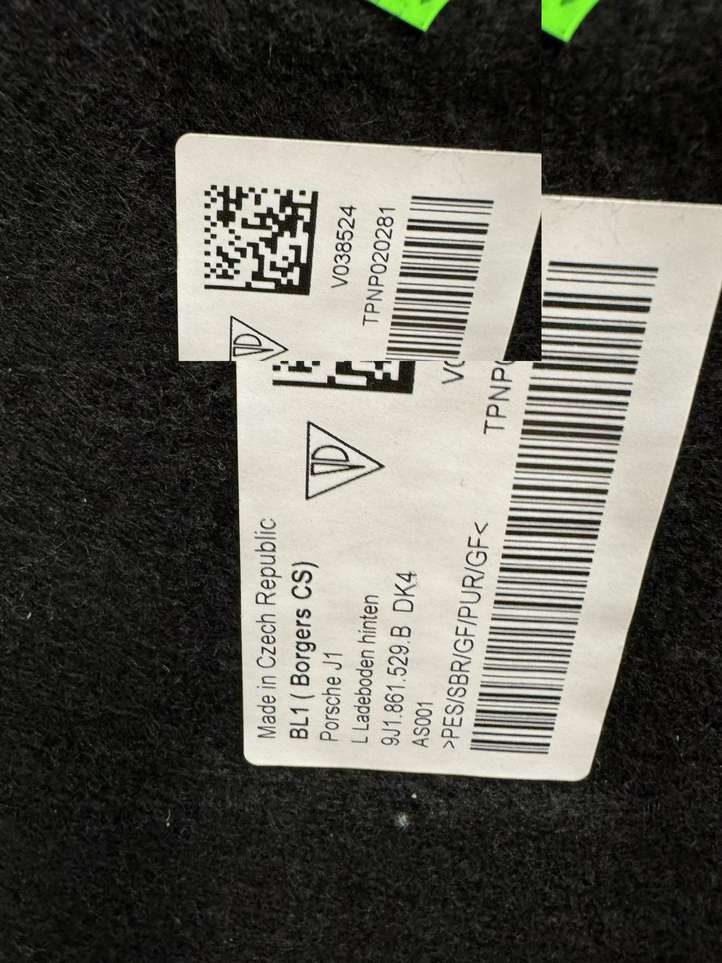 Made in Czech Republic
BL1 ( Borgers CS)
Porsche J1
L Ladeboden hinten
9J1.861.529.B DK4
AS001
>PES/SBR/GF/PUR/GF<
V038524
TPNP020281
TPNP0